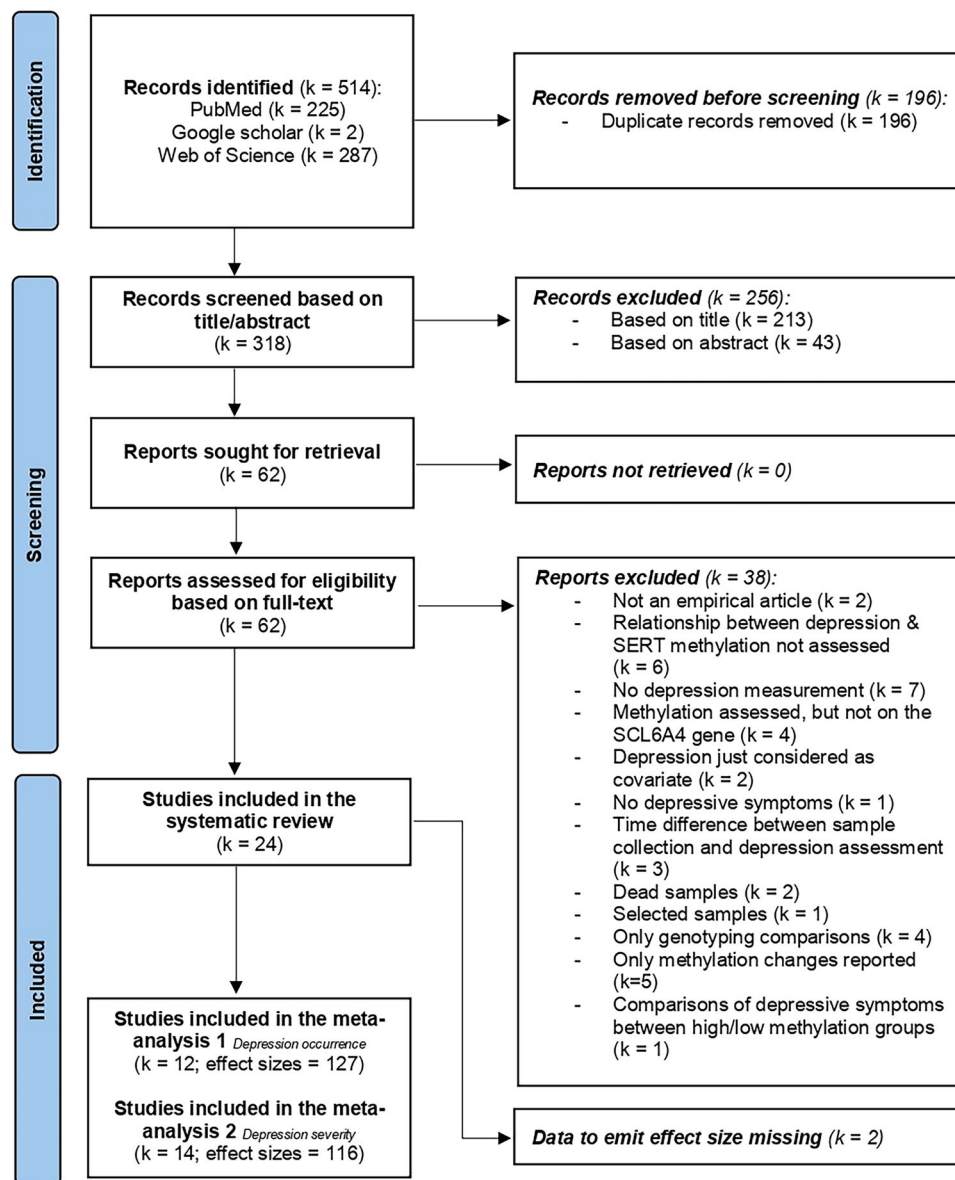 Identification
Records identified (k = 514):
PubMed (k = 225)
Google scholar (k = 2)
Web of Science (k = 287)
Records removed before screening (k = 196):
- Duplicate records removed (k = 196)
Screening
Records screened based on
title/abstract
(k = 318)
Records excluded (k = 256):
- Based on title (k = 213)
- Based on abstract (k = 43)
Reports sought for retrieval
(k = 62)
Reports not retrieved (k = 0)
Reports assessed for eligibility
based on full-text
(k = 62)
Reports excluded (k = 38):
- Not an empirical article (k = 2)
- Relationship between depression &
SERT methylation not assessed
(k = 6)
- No depression measurement (k = 7)
- Methylation assessed, but not on the
SCL6A4 gene (k = 4)
- Depression just considered as
covariate (k = 2)
- No depressive symptoms (k = 1)
- Time difference between sample
collection and depression assessment
(k = 3)
- Dead samples (k = 2)
- Selected samples (k = 1)
- Only genotyping comparisons (k = 4)
- Only methylation changes reported
(k=5)
- Comparisons of depressive symptoms
between high/low methylation groups
(k = 1)
Included
Studies included in the
systematic review
(k = 24)
Studies included in the meta-
analysis 1 Depression occurrence
(k = 12; effect sizes = 127)
Studies included in the meta-
analysis 2 Depression severity
(k = 14; effect sizes = 116)
Data to emit effect size missing (k = 2)